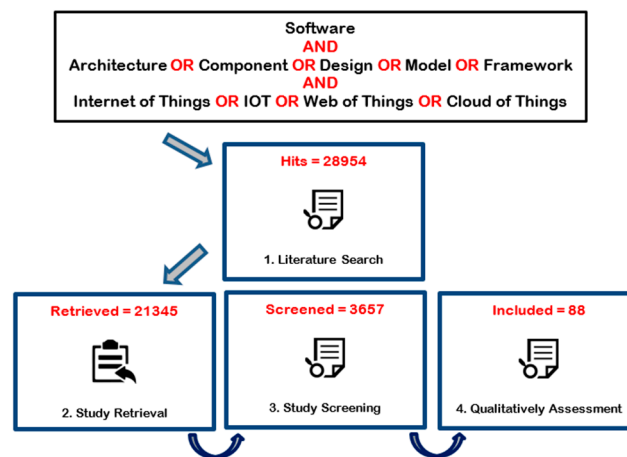 Software
AND
Architecture OR Component OR Design OR Model OR Framework
AND
Internet of Things OR IOT OR Web of Things OR Cloud of Things
Hits = 28954
1. Literature Search
Retrieved = 21345
2. Study Retrieval
Screened = 3657
3. Study Screening
Included = 88
4. Qualitatively Assessment